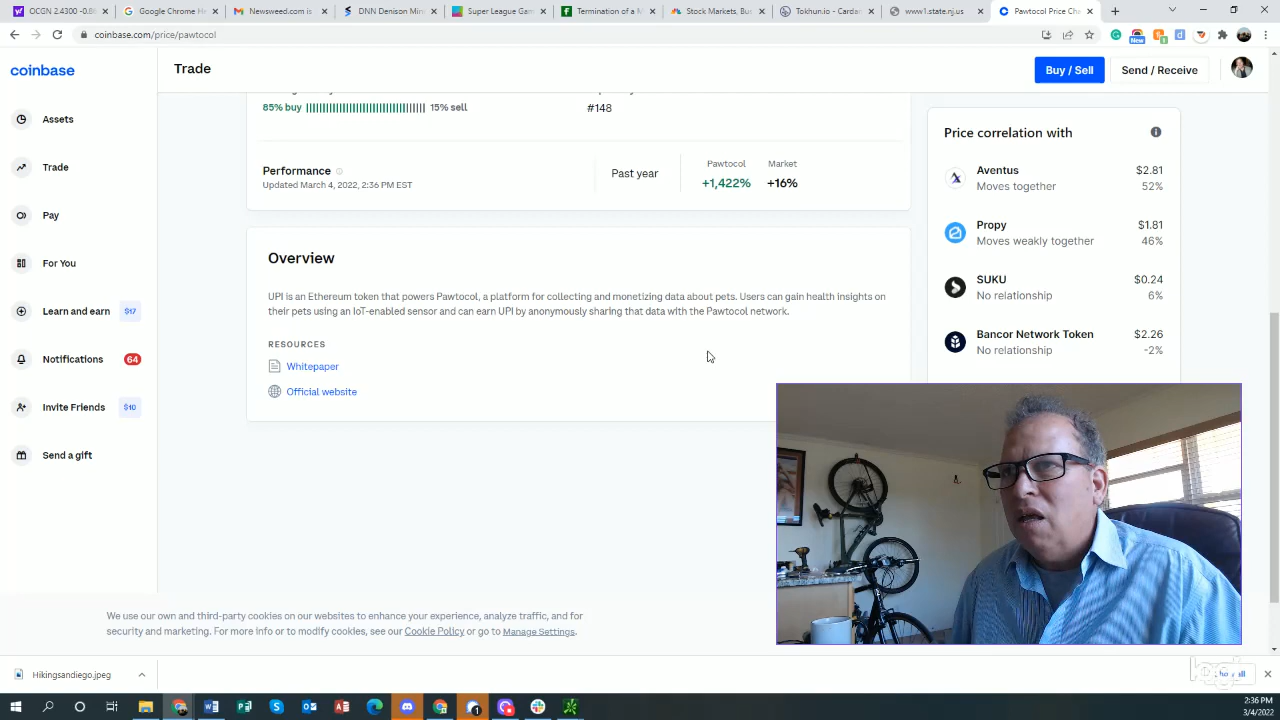 OCGN 2.4300 -0.8
Google Chrome He
Newsweed.com is
DNN Denison Min
Super League Gam
Termination of a M
Stock Markets, Bus
Tokhun.io - Cardan
www1.state.nj.us
Pawtocol Price Cha
coinbase.com/price/pawtocol
New
coinbase
Trade
Buy / Sell
Send / Receive
Assets
Trade
Pay
For You
Learn and earn
$17
Notifications
64
Invite Friends
$10
Send a gift
85% buy
15% sell
#148
Performance
Updated March 4, 2022, 2:36 PM EST
Past year
Pawtocol
+1,422%
Market
+16%
Overview
UPI is an Ethereum token that powers Pawtocol, a platform for collecting and monetizing data about pets. Users can gain health insights on
their pets using an IoT-enabled sensor and can earn UPI by anonymously sharing that data with the Pawtocol network.
RESOURCES
Whitepaper
Official website
Price correlation with
Aventus
$2.81
Moves together
52%
Propy
$1.81
Moves weakly together
46%
SUKU
$0.24
No relationship
6%
Bancor Network Token
$2.26
No relationship
-2%
We use our own and third-party cookies on our websites to enhance your experience, analyze traffic, and for
security and marketing. For more info or to modify cookies, see our Cookie Policy or go to Manage Settings.
Hikingsandiego.jpeg
2:36 PM
3/4/2022